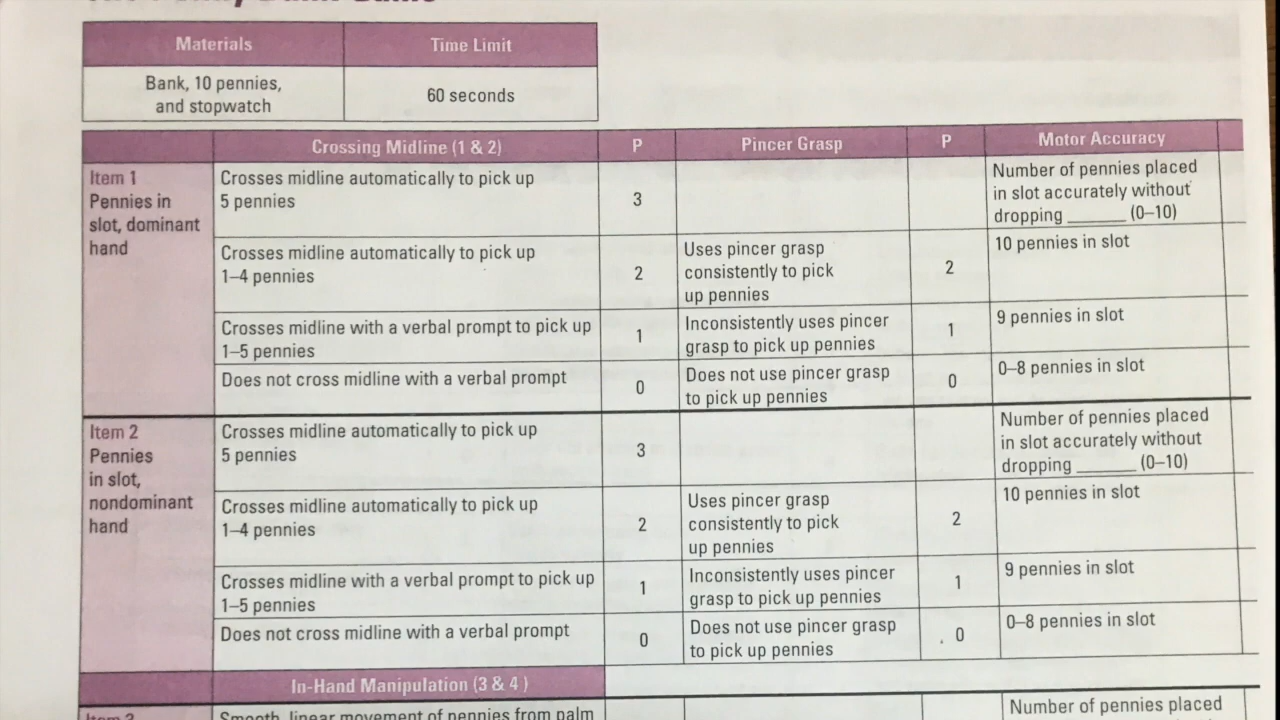 Materials
Time Limit
Bank, 10 pennies,
and stopwatch
60 seconds
Crossing Midline (1 & 2)
P
Pincer Grasp
P
Motor Accuracy
Item 1
Pennies in
slot, dominant
hand
Crosses midline automatically to pick up
5 pennies
3
Number of pennies placed
in slot accurately without
dropping ______ (0–10)
Crosses midline automatically to pick up
1–4 pennies
2
Uses pincer grasp
consistently to pick
up pennies
2
10 pennies in slot
Crosses midline with a verbal prompt to pick up
1–5 pennies
1
Inconsistently uses pincer
grasp to pick up pennies
1
9 pennies in slot
Does not cross midline with a verbal prompt
0
Does not use pincer grasp
to pick up pennies
0
0–8 pennies in slot
Item 2
Pennies
in slot,
nondominant
hand
Crosses midline automatically to pick up
5 pennies
3
Number of pennies placed
in slot accurately without
dropping ______ (0–10)
Crosses midline automatically to pick up
1–4 pennies
2
Uses pincer grasp
consistently to pick
up pennies
2
10 pennies in slot
Crosses midline with a verbal prompt to pick up
1–5 pennies
1
Inconsistently uses pincer
grasp to pick up pennies
1
9 pennies in slot
Does not cross midline with a verbal prompt
0
Does not use pincer grasp
to pick up pennies
0
0–8 pennies in slot
In-Hand Manipulation (3 & 4)
Item 3
Smooth, linear movement of pennies from palm
Number of pennies placed